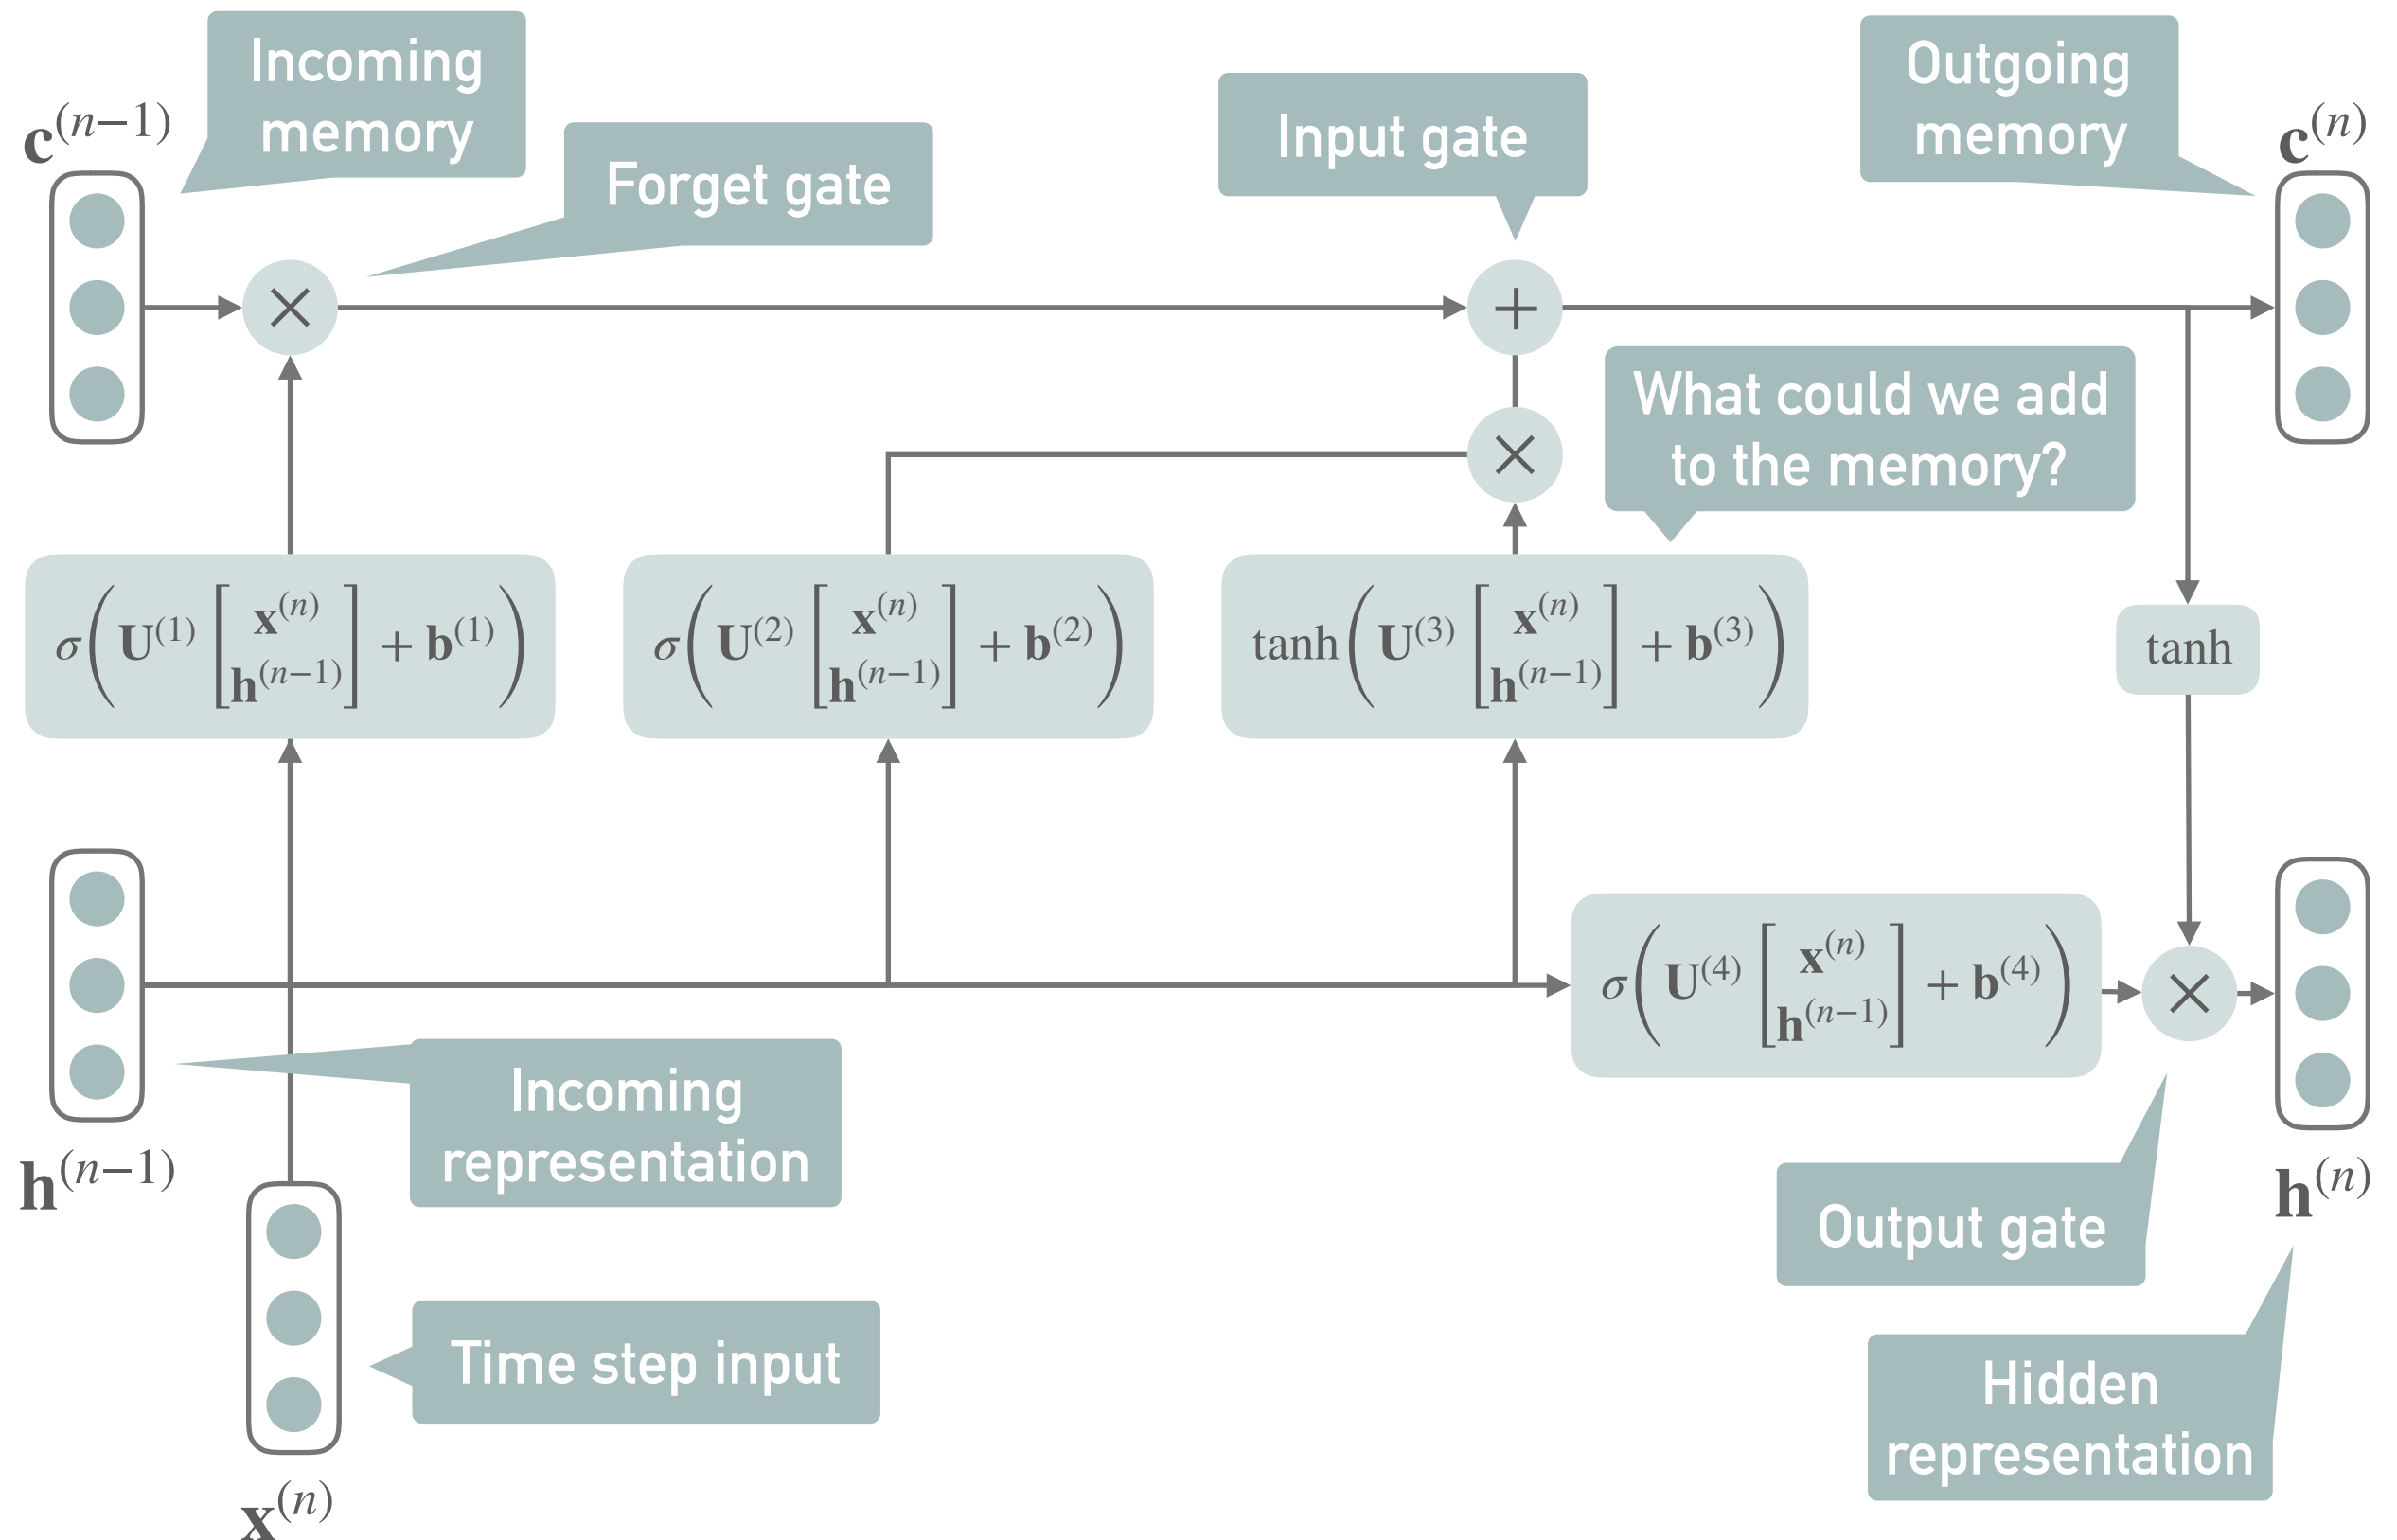 Incoming
memory
Outgoing
memory
c^(n−1)
Forget gate
Input gate
c^(n)
×
+
What could we add
to the memory?
×
σ(U^(1) [x^(n) h^(n−1)] + b^(1))
σ(U^(2) [x^(n) h^(n−1)] + b^(2))
tanh(U^(3) [x^(n) h^(n−1)] + b^(3))
tanh
σ(U^(4) [x^(n) h^(n−1)] + b^(4))
×
Incoming
representation
h^(n−1)
h^(n)
Output gate
Time step input
Hidden
representation
x^(n)